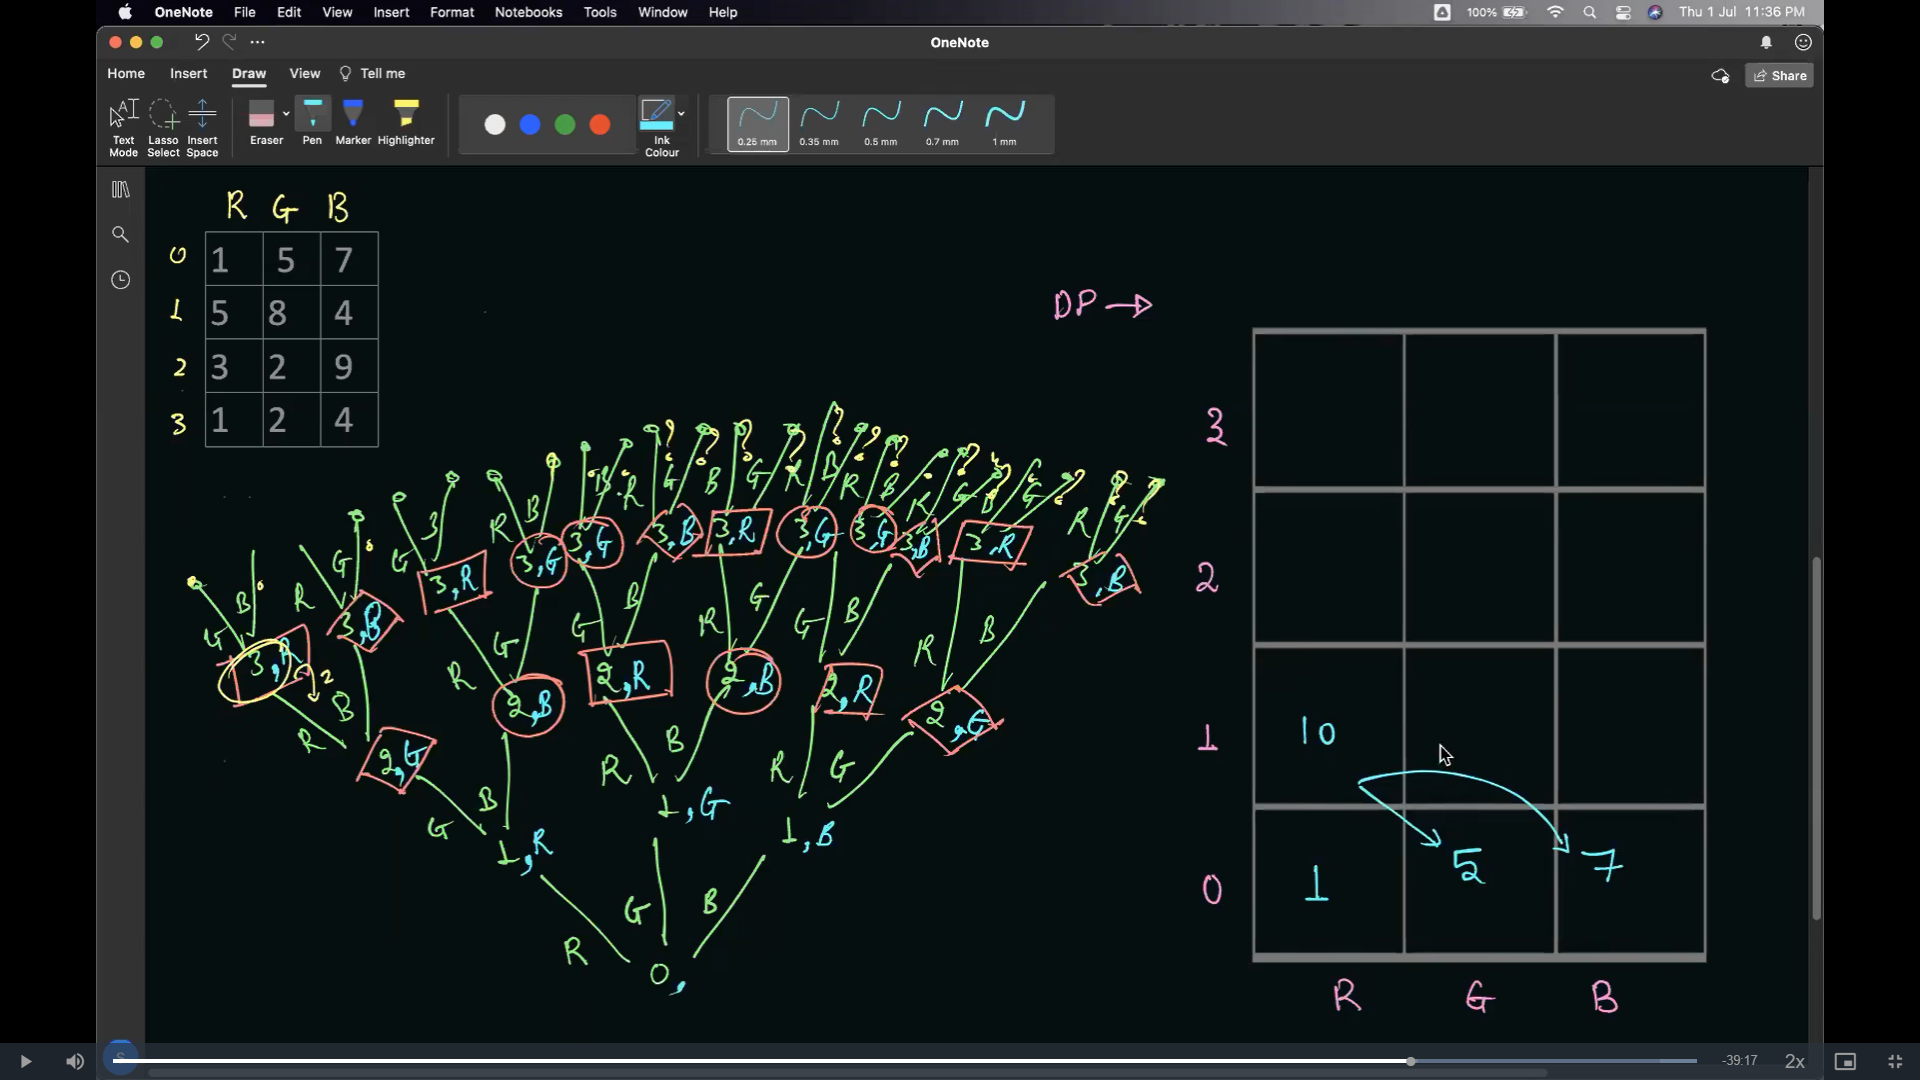 OneNote File Edit View Insert Format Notebooks Tools Window Help 100% Thu 1 Jul 11:36 PM
OneNote
Home Insert Draw View Tell me Share
Text Mode Lasso Select Insert Space Eraser Pen Marker Highlighter Ink Colour 0.25 mm 0.35 mm 0.5 mm 0.7 mm 1 mm
R G B
0 1 5 7
1 5 8 4
2 3 2 9
3 1 2 4
DP →
3
? ? ? ? ? ? ? ? ? ? ? ?
G 3 R B B R G B G R B R B R G B G R G
3,R 3,B 3,R 3,G 3,G 3,B 3,R 3,G 3,G 3,B 3,R 3,B
2
G B R G
R G G B R G G B R B
2,G 2,B 2,R 2,B 2,R 2,G
R B 2
1 10
G B R B R G
1,R 1,G 1,B
0 1 5 7
R G B
0,
R G B
-39:17 2x